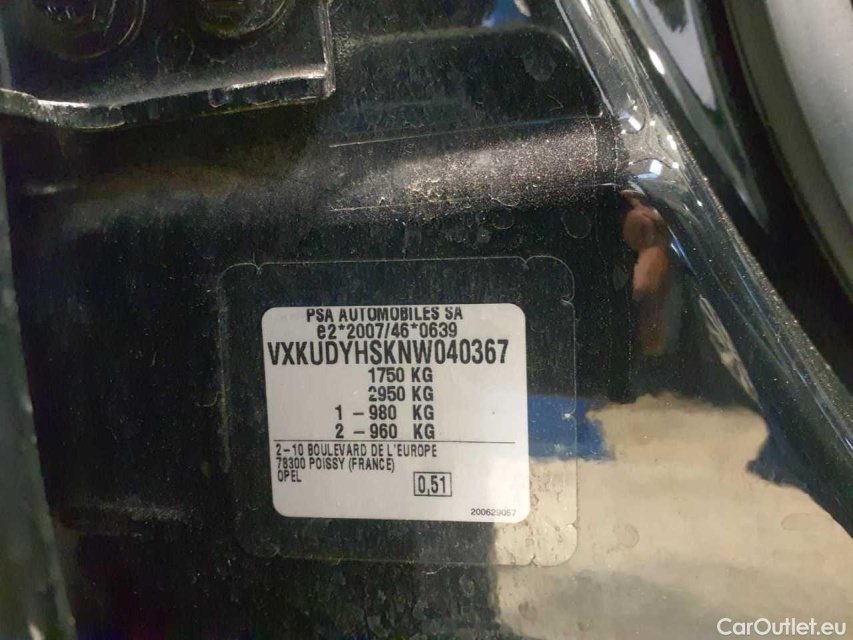 PSA AUTOMOBILES SA
e2*2007/46*0639
VXKUDYHSKNW040367
1750 KG
2950 KG
1 - 980 KG
2 - 960 KG
2-10 BOULEVARD DE L'EUROPE
78300 POISSY (FRANCE)
OPEL
0,51
200629057
CarOutlet.eu